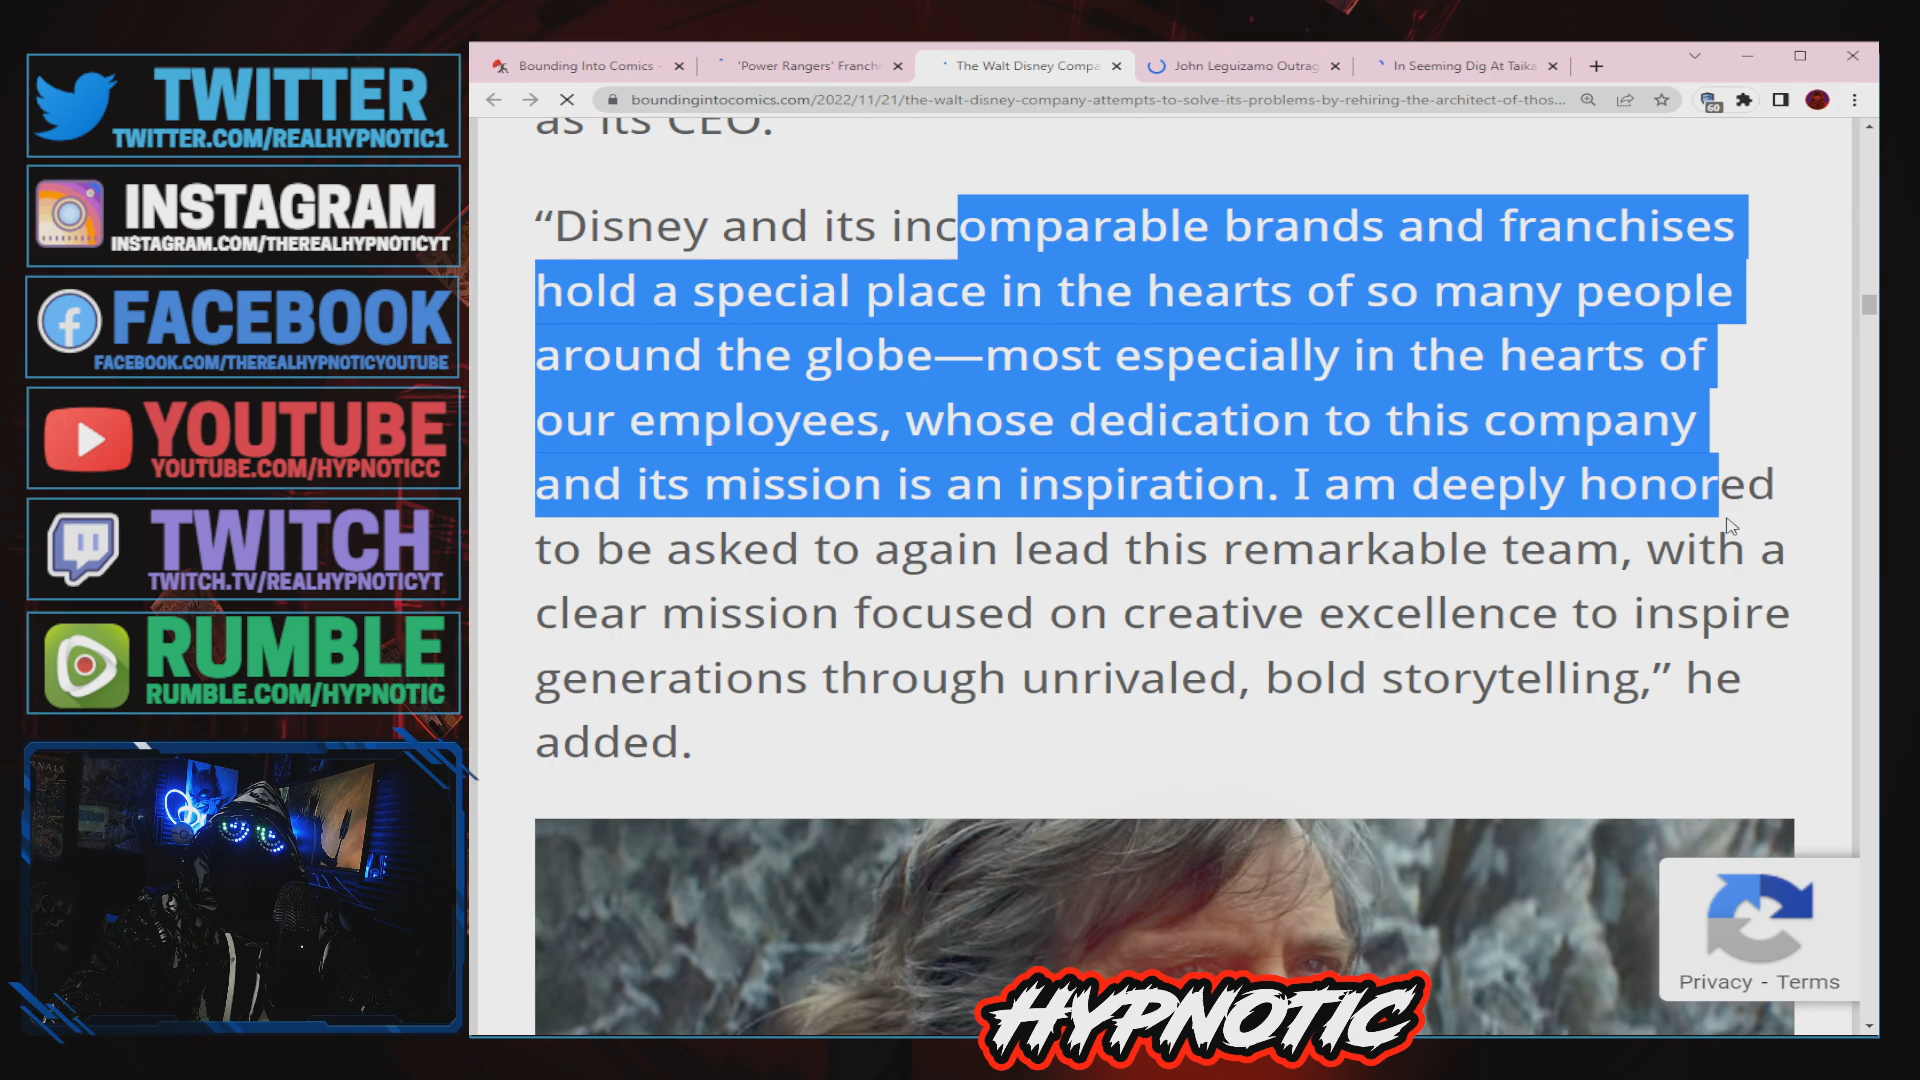 TWITTER
TWITTER.COM/REALHYPNOTIC1
INSTAGRAM
INSTAGRAM.COM/THEREALHYPNOTICYT
FACEBOOK
FACEBOOK.COM/THEREALHYPNOTICYOUTUBE
YOUTUBE
YOUTUBE.COM/HYPNOTICC
TWITCH
TWITCH.TV/REALHYPNOTICYT
RUMBLE
RUMBLE.COM/HYPNOTIC
Bounding Into Comics -
'Power Rangers' Franchi
The Walt Disney Compa
John Leguizamo Outrag
In Seeming Dig At Taika
boundingintocomics.com/2022/11/21/the-walt-disney-company-attempts-to-solve-its-problems-by-rehiring-the-architect-of-thos...
60
as its CEO.
“Disney and its incomparable brands and franchises
hold a special place in the hearts of so many people
around the globe—most especially in the hearts of
our employees, whose dedication to this company
and its mission is an inspiration. I am deeply honored
to be asked to again lead this remarkable team, with a
clear mission focused on creative excellence to inspire
generations through unrivaled, bold storytelling,” he
added.
Privacy - Terms
HYPNOTIC